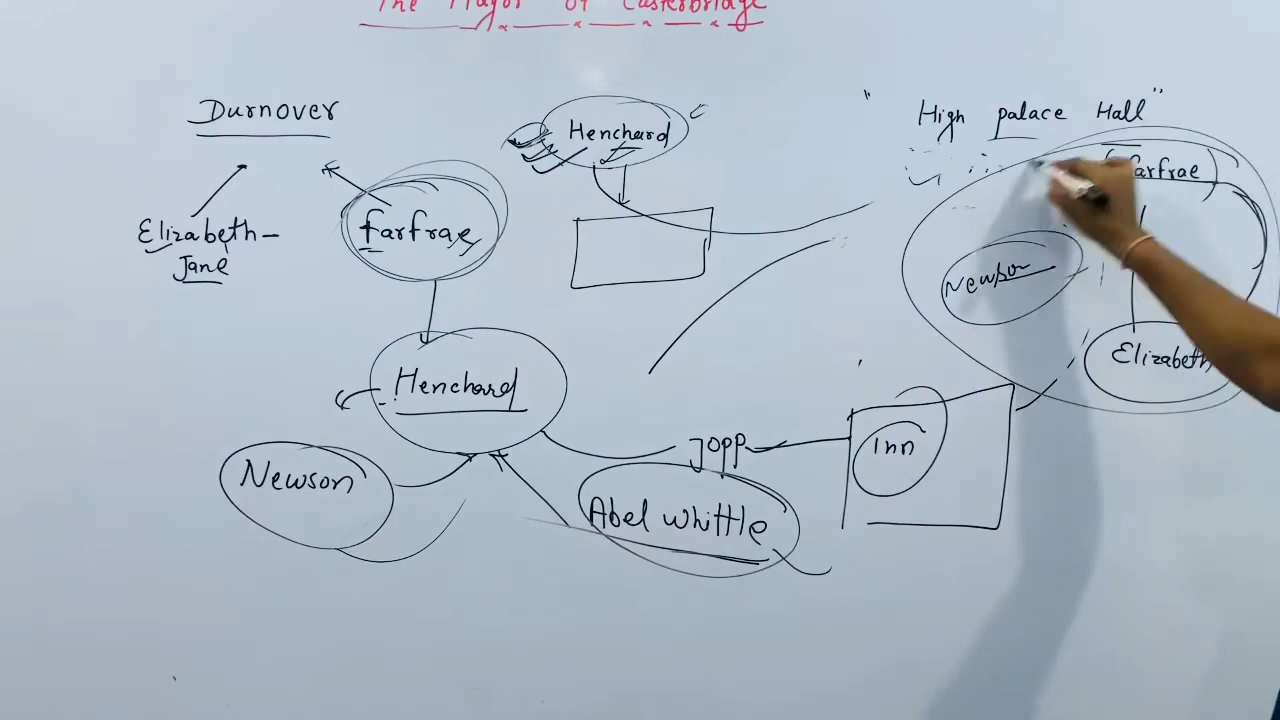 The Mayor of Casterbridge
Durnover
Henchard
" High palace Hall "
Elizabeth-
Jane
farfrae
(farfrae)
Newson
Henchard
Elizabeth
Newson
Jopp
Inn
Abel Whittle